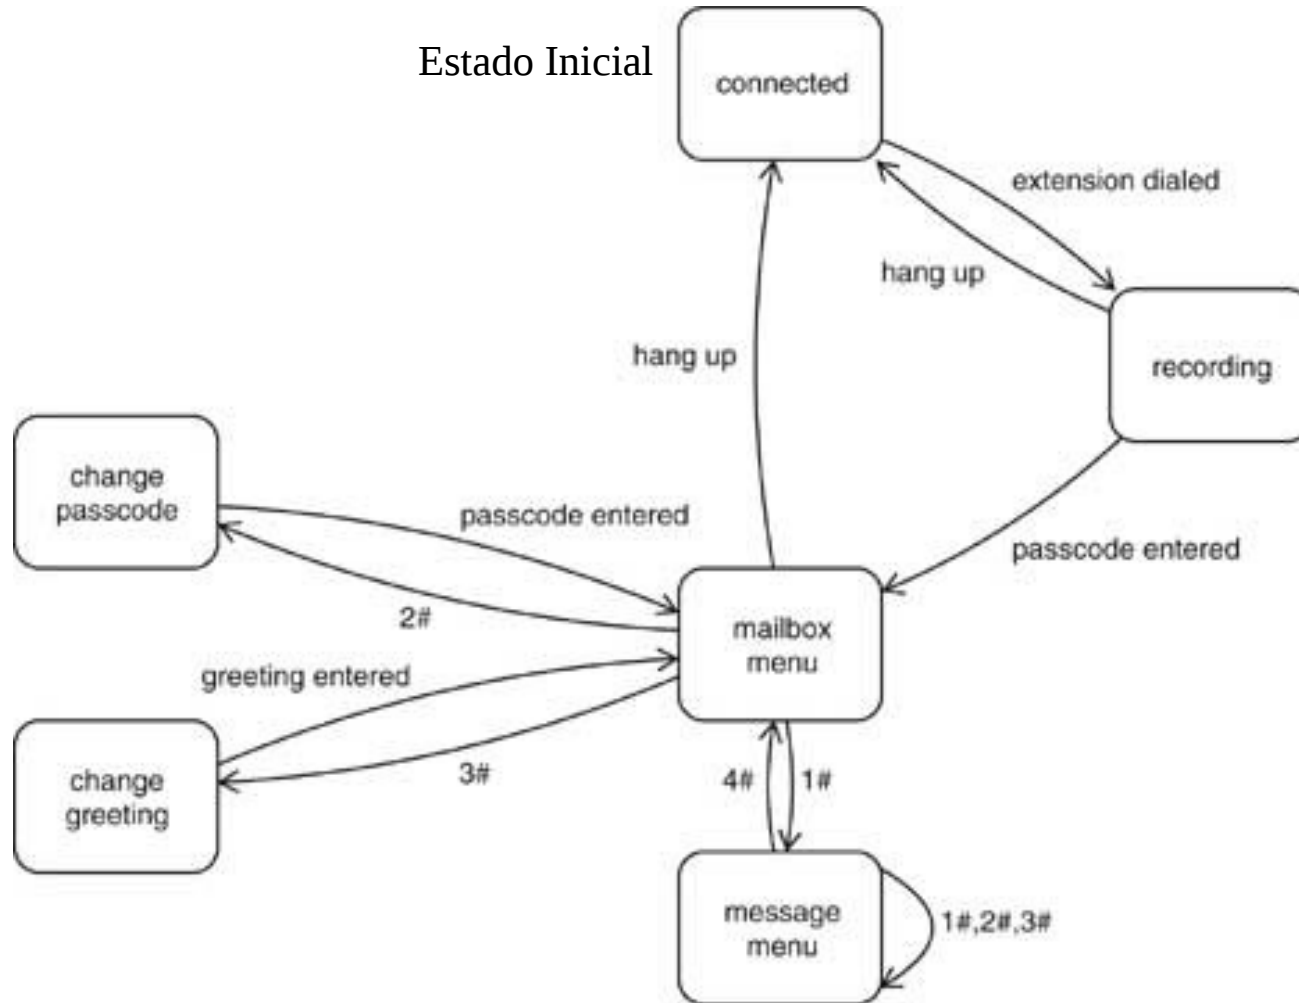 Estado Inicial
connected
extension dialed
hang up
hang up
recording
change
passcode
passcode entered
passcode entered
2#
mailbox
menu
greeting entered
3#
change
greeting
4#
1#
message
menu
1#,2#,3#